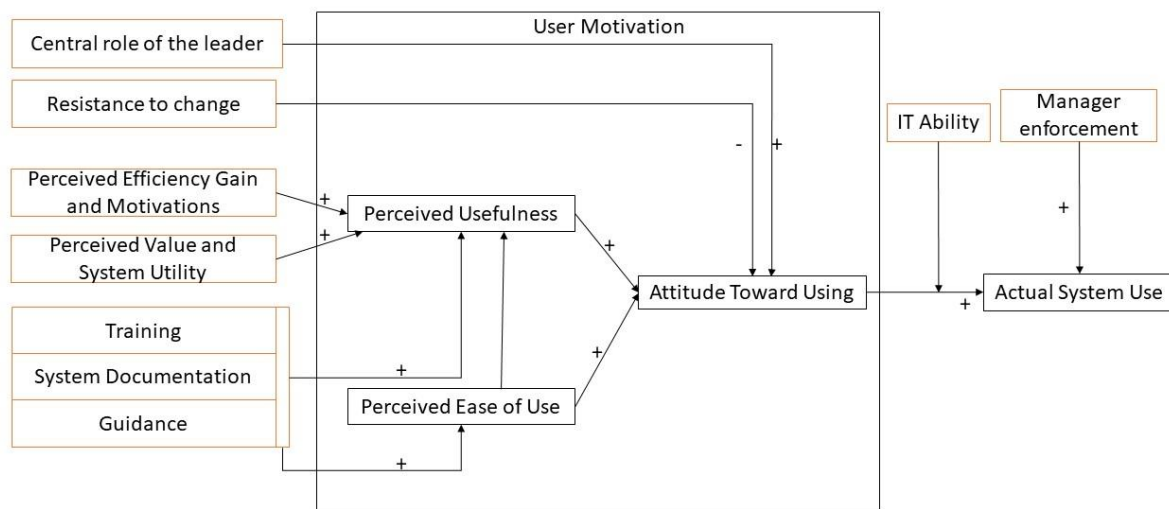 User Motivation
Central role of the leader
Resistance to change
-
+
IT Ability
Manager
enforcement
+
Perceived Efficiency Gain
and Motivations
+
Perceived Usefulness
Perceived Value and
System Utility
+
+
Attitude Toward Using
+
Actual System Use
Training
System Documentation
Guidance
+
+
Perceived Ease of Use
+